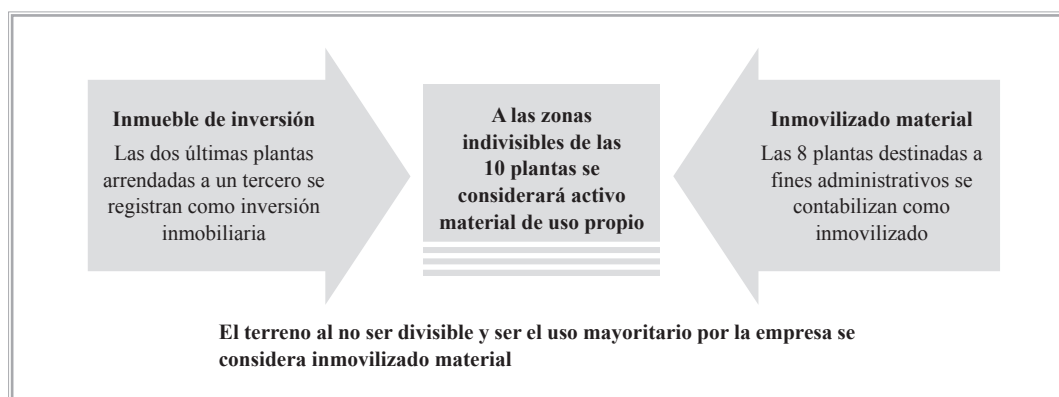 Inmueble de inversión
Las dos últimas plantas
arrendadas a un tercero se
registran como inversión
inmobiliaria
A las zonas
indivisibles de las
10 plantas se
considerará activo
material de uso propio
Inmovilizado material
Las 8 plantas destinadas a
fines administrativos se
contabilizan como
inmovilizado
El terreno al no ser divisible y ser el uso mayoritario por la empresa se
considera inmovilizado material